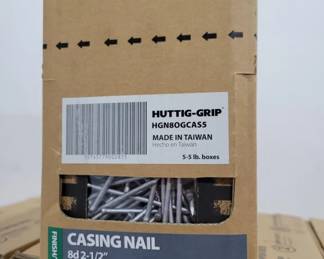 HUTTIG-GRIP®
HGN8OGCAS5
MADE IN TAIWAN
Hecho en Taiwán
5-5 lb. boxes
FINISH
CASING NAIL
8d 2-1/2"